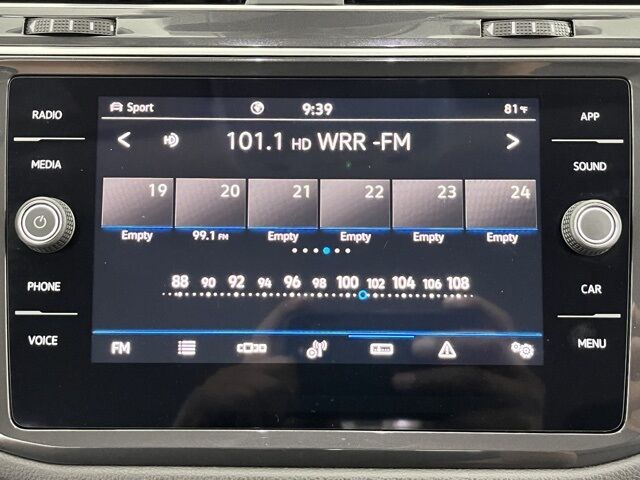 RADIO
MEDIA
PHONE
VOICE
Sport 9:39 81°F
< HD 101.1 HD WRR -FM >
19 20 21 22 23 24
Empty 99.1 FM Empty Empty Empty Empty
88 90 92 94 96 98 100 102 104 106 108
FM
APP
SOUND
CAR
MENU